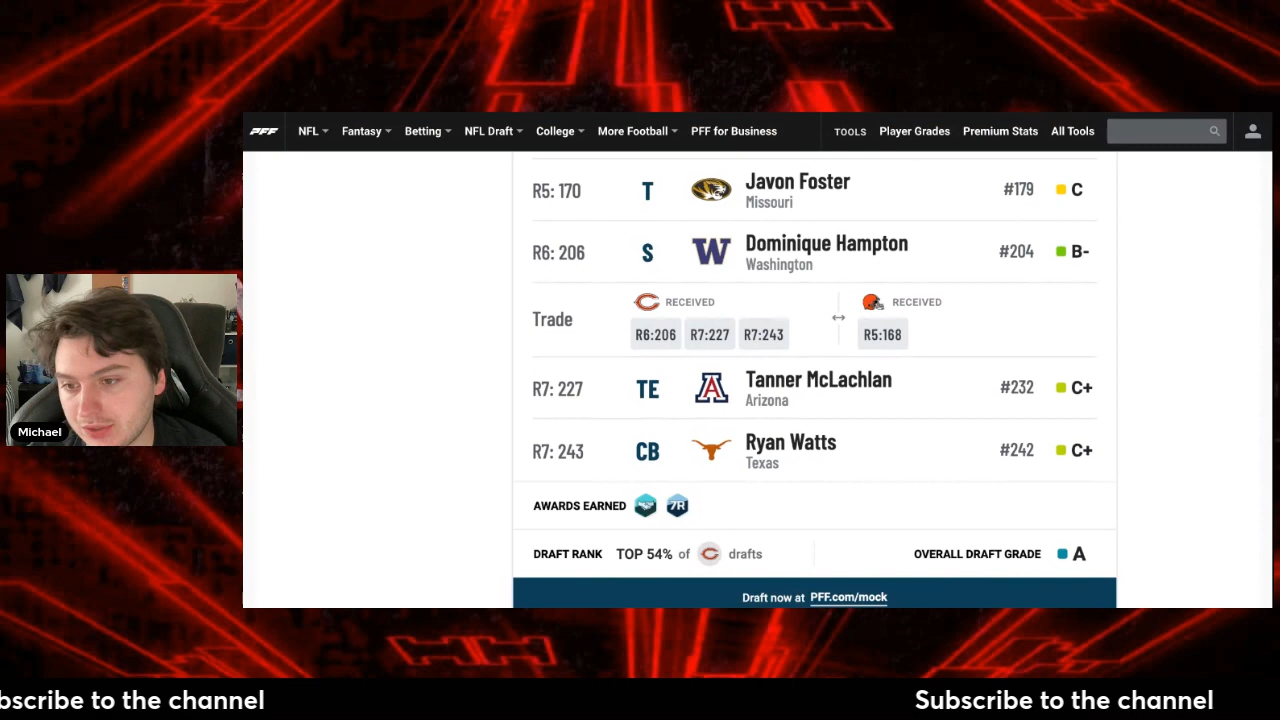 PFF NFL Fantasy Betting NFL Draft College More Football PFF for Business TOOLS Player Grades Premium Stats All Tools
R5: 170 T Javon Foster #179 C
Missouri
R6: 206 S W Dominique Hampton #204 B-
Washington
Trade C RECEIVED ↔ RECEIVED
R6:206 R7:227 R7:243 R5:168
R7: 227 TE A Tanner McLachlan #232 C+
Arizona
R7: 243 CB Ryan Watts #242 C+
Texas
AWARDS EARNED 7R
DRAFT RANK TOP 54% of C drafts OVERALL DRAFT GRADE A
Draft now at PFF.com/mock
Michael
bscribe to the channel Subscribe to the channel